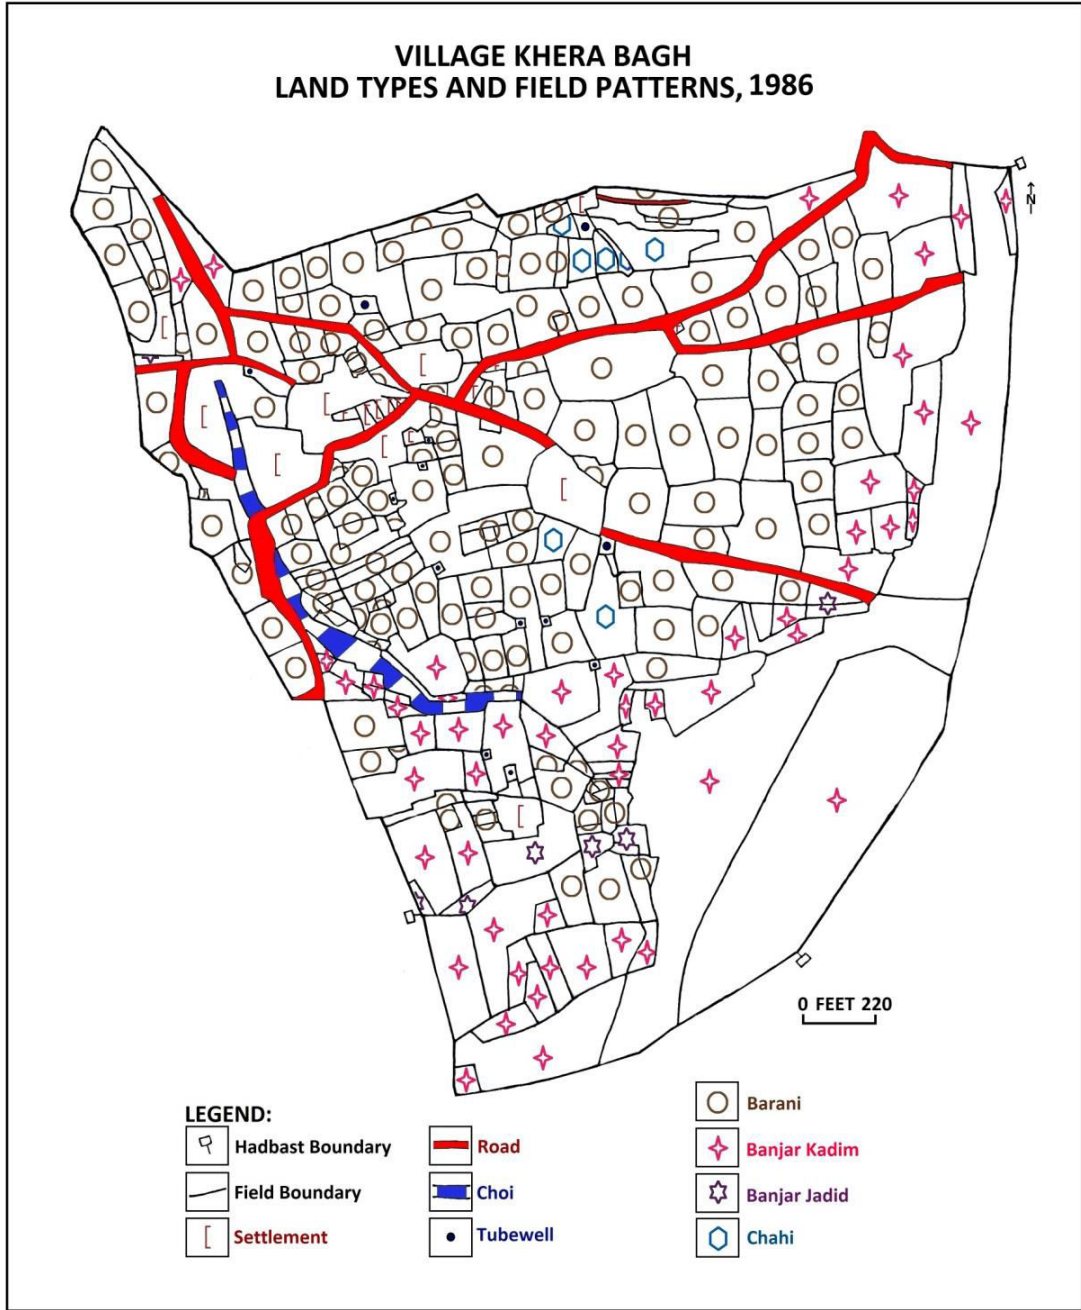 VILLAGE KHERA BAGH
LAND TYPES AND FIELD PATTERNS, 1986
N
0 FEET 220
LEGEND:
Hadbast Boundary
Field Boundary
Settlement
Road
Choi
Tubewell
Barani
Banjar Kadim
Banjar Jadid
Chahi